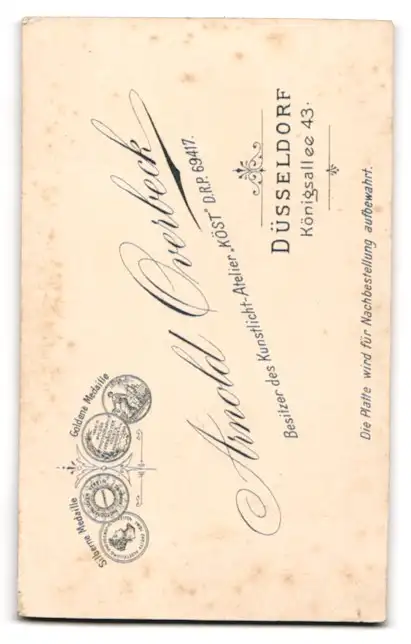 Silberne Medaille
Goldene Medaille
Arnold Overbeck
Besitzer des Kunstlicht-Atelier „KÖST" D.R.P. 69417.
DÜSSELDORF
Königsallee 43.
Die Platte wird für Nachbestellung aufbewahrt.